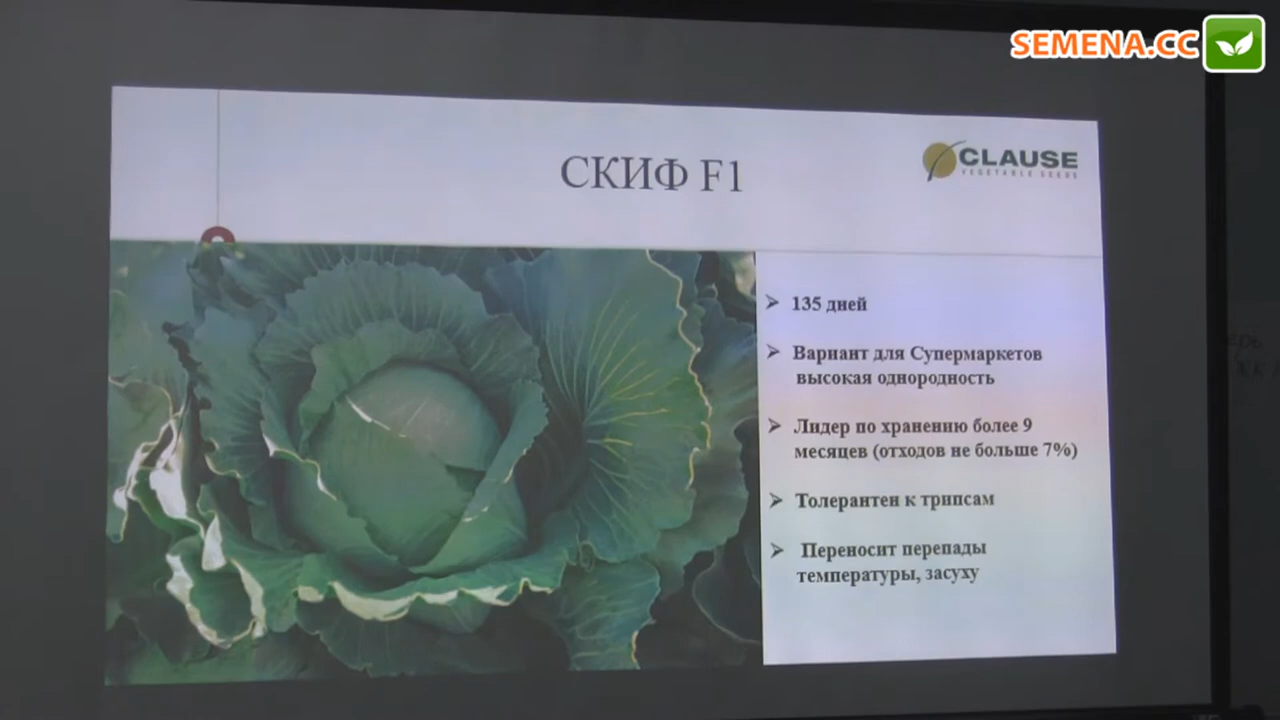 SEMENA.CC
СКИФ F1
CLAUSE
VEGETABLE SEEDS
➢ 135 дней
➢ Вариант для Супермаркетов
высокая однородность
➢ Лидер по хранению более 9
месяцев (отходов не больше 7%)
➢ Толерантен к трипсам
➢ Переносит перепады
температуры, засуху